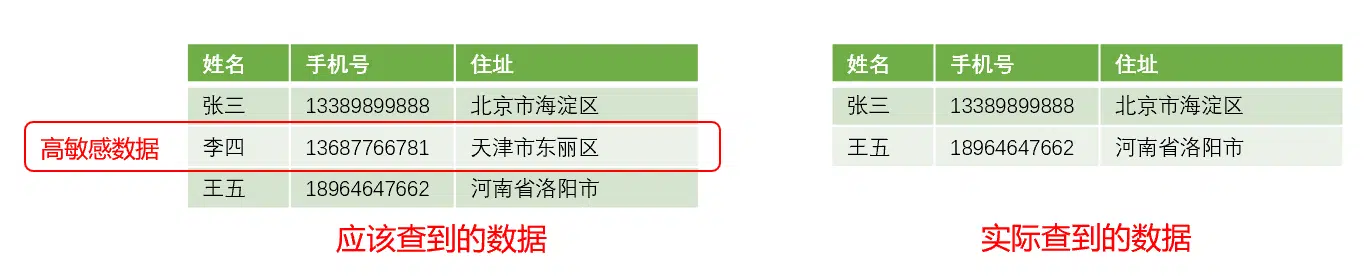 姓名 手机号 住址
张三 13389899888 北京市海淀区
高敏感数据 李四 13687766781 天津市东丽区
王五 18964647662 河南省洛阳市
应该查到的数据
姓名 手机号 住址
张三 13389899888 北京市海淀区
王五 18964647662 河南省洛阳市
实际查到的数据